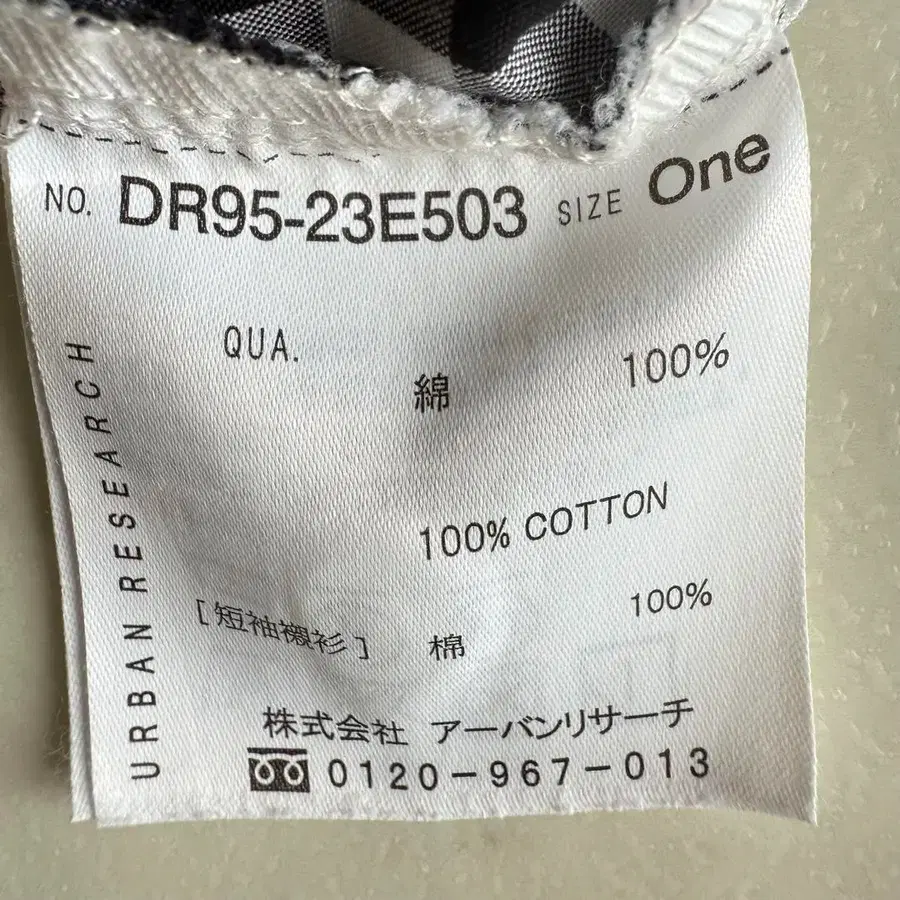 NO. DR95-23E503 SIZE One
QUA.
綿 100%
100% COTTON
[短袖襯衫] 棉 100%
株式会社 アーバンリサーチ
0120-967-013
URBAN RESEARCH